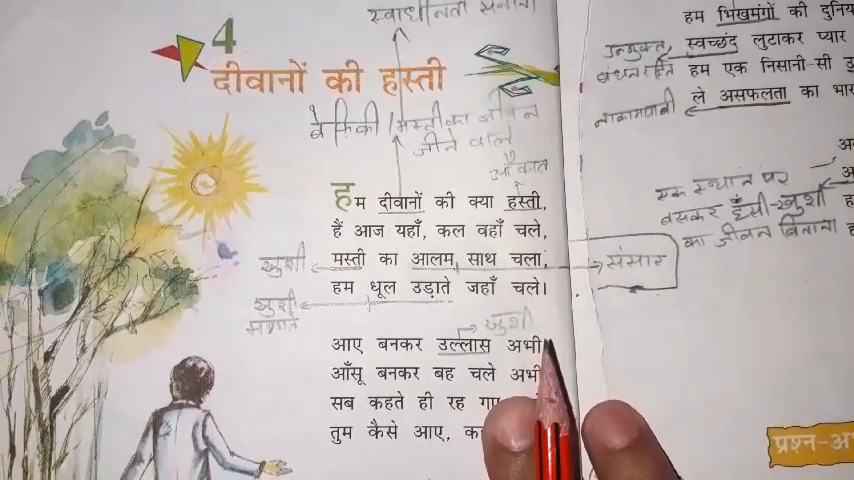 स्वाधीनता
4
दीवानों की हस्ती
बेफिक्री / मस्ती का जीवन
जीने वाले
औकात
हम दीवानों की क्या हस्ती,
हैं आज यहाँ, कल वहाँ चले,
खुशी
मस्ती का आलम साथ चला,
संसार
हम धूल उड़ाते जहाँ चले।
खुशी
खुशी
आए बनकर उल्लास अभी
आँसू बनकर बह चले अभी
सब कहते ही रह
तुम कैसे आए,
हम भिखमंगों की
उन्मुक्त, स्वच्छंद लुटाकर प्यार
बंधनरहित हम एक निसानी-सी
नाकामयाबी ले असफलता का
एक स्थान पर
बसकर हँसी-खुशी
का जीवन बिताना